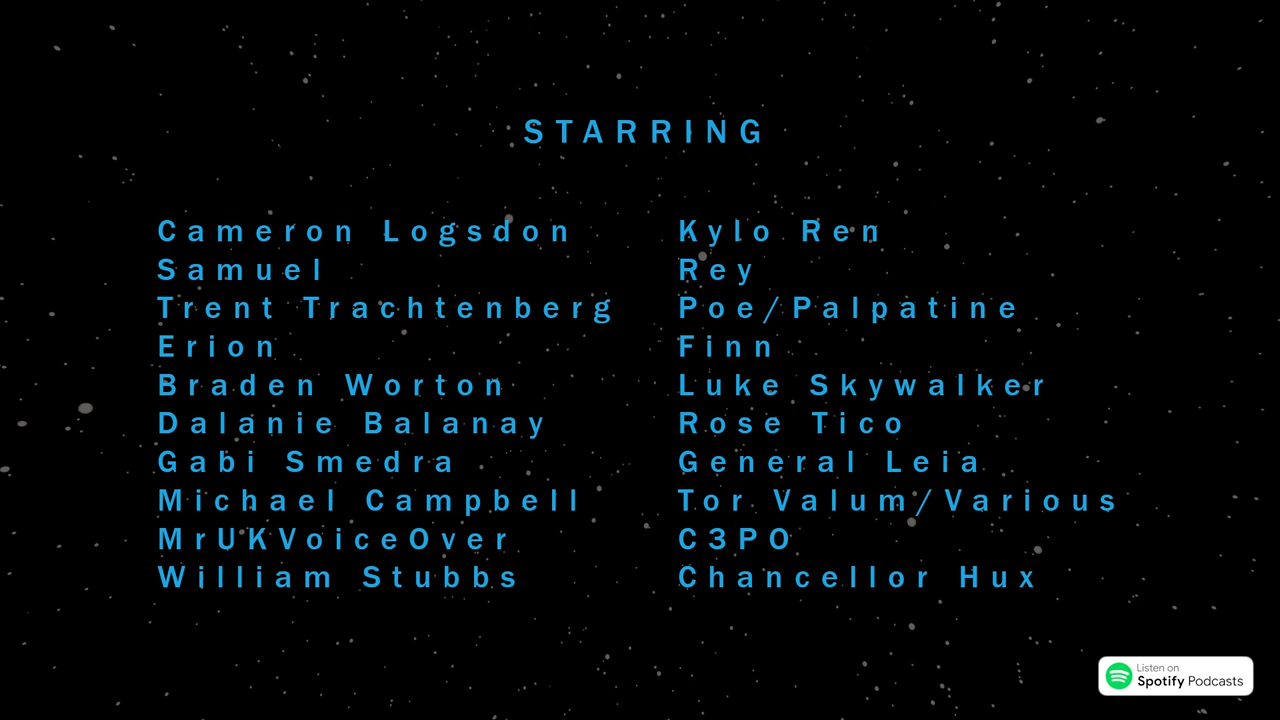 STARRING
Cameron Logsdon Kylo Ren
Samuel Rey
Trent Trachtenberg Poe/Palpatine
Erion Finn
Braden Worton Luke Skywalker
Dalanie Balanay Rose Tico
Gabi Smedra General Leia
Michael Campbell Tor Valum/Various
MrUKVoiceOver C3PO
William Stubbs Chancellor Hux
Listen on
Spotify Podcasts